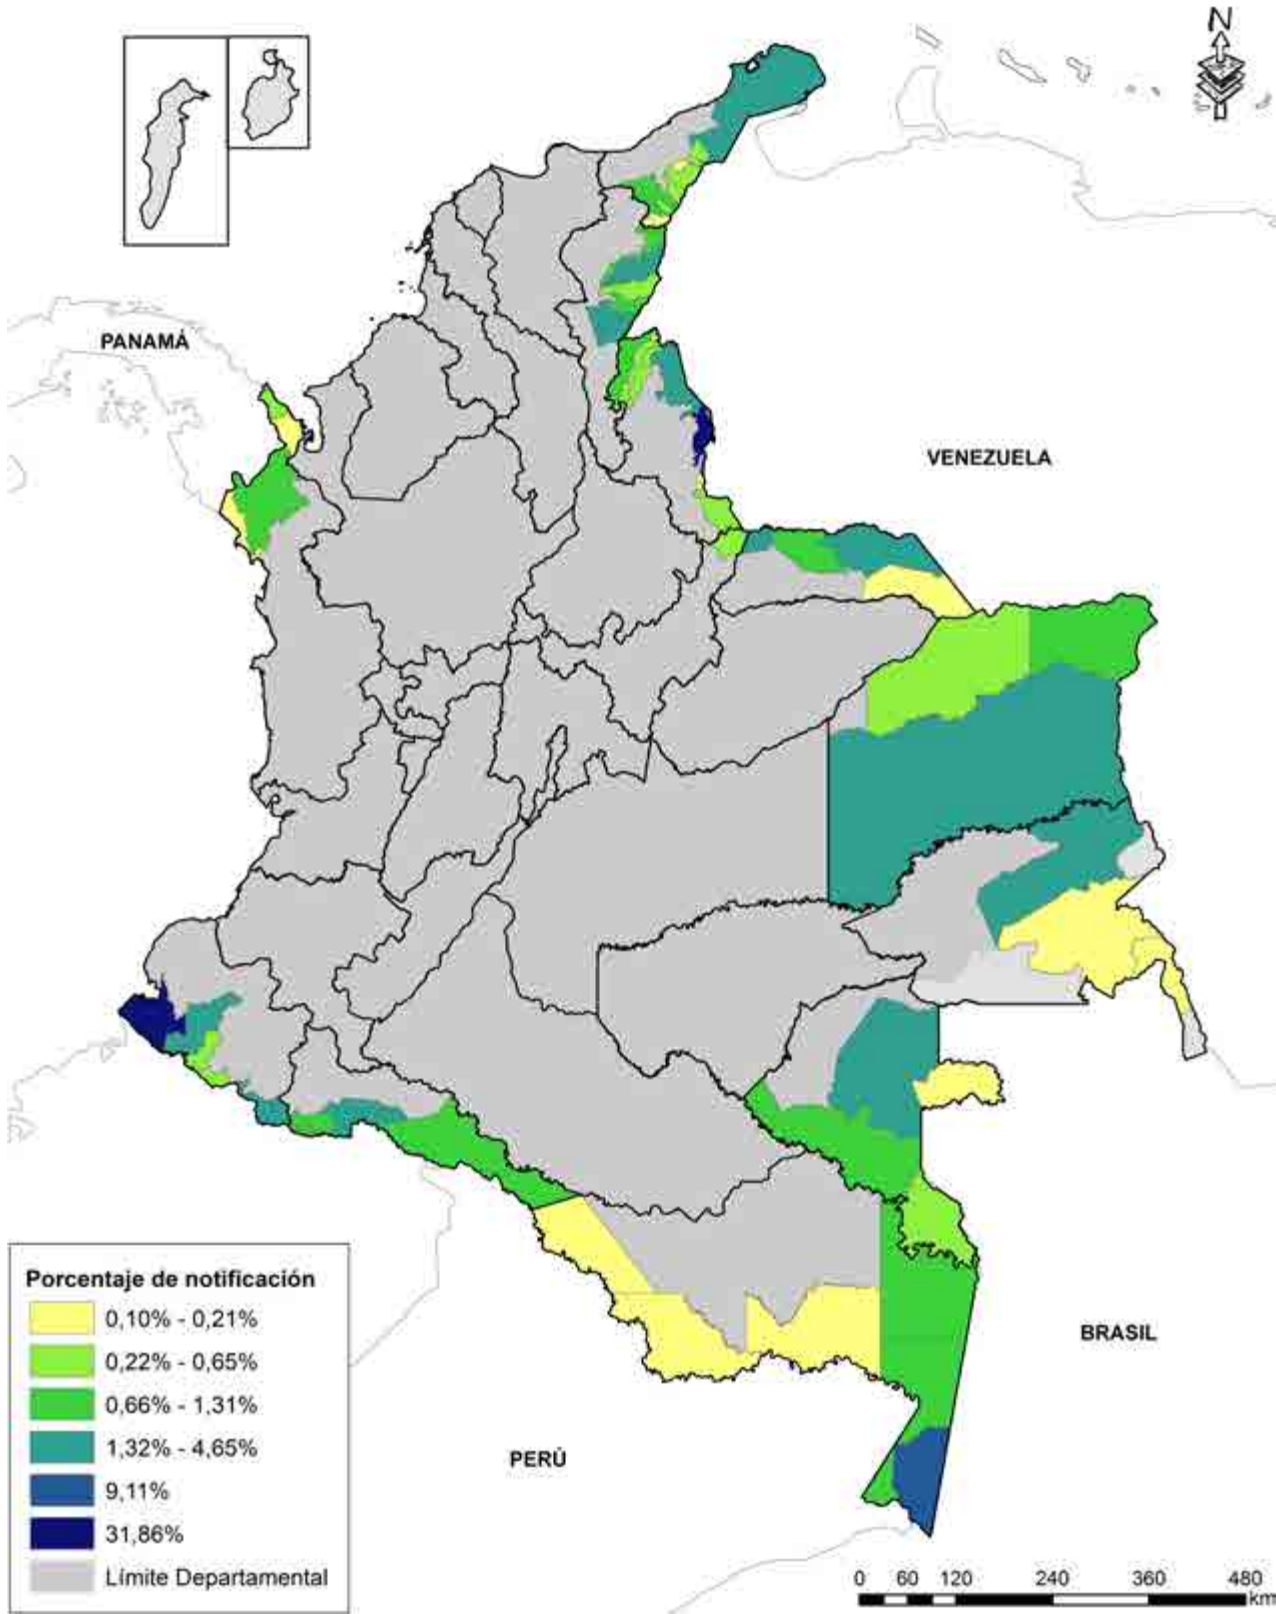 N
PANAMÁ
VENEZUELA
BRASIL
PERÚ
Porcentaje de notificación
0,10% - 0,21%
0,22% - 0,65%
0,66% - 1,31%
1,32% - 4,65%
9,11%
31,86%
Límite Departamental
0 60 120 240 360 480
km